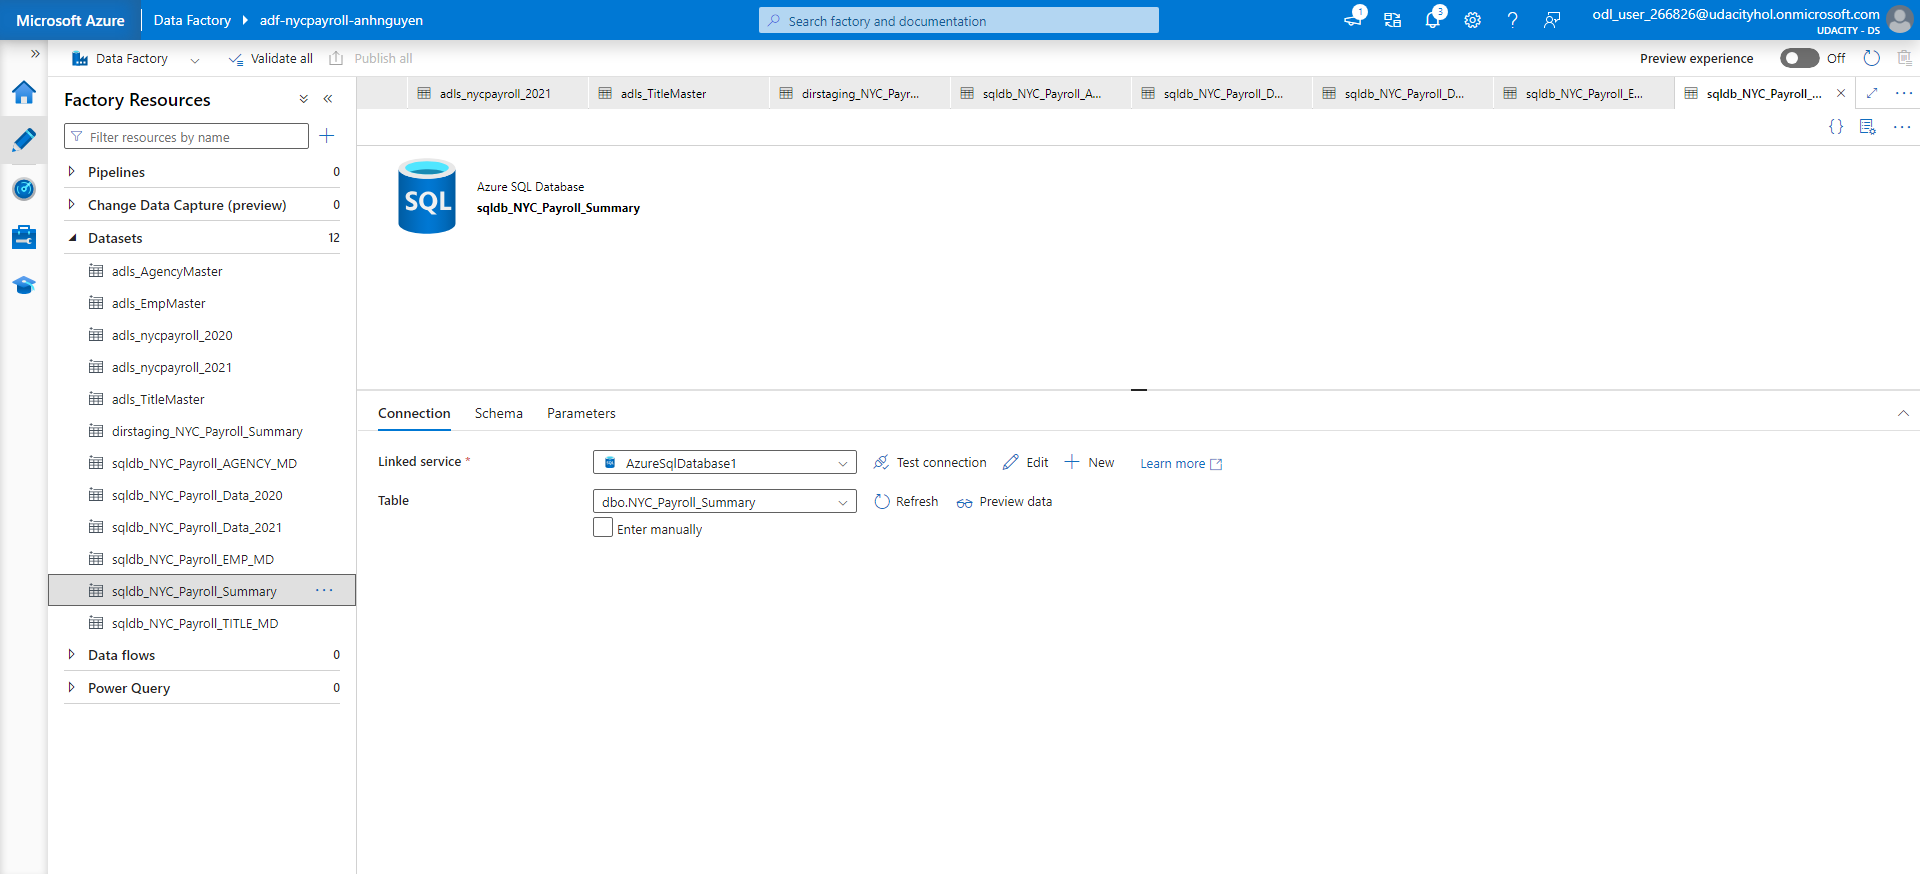 Microsoft Azure Data Factory adf-nycpayroll-anhnguyen Search factory and documentation 1 3 odl_user_266826@udacityhol.onmicrosoft.com
UDACITY - DS
Data Factory Validate all Publish all Preview experience Off
Factory Resources
adls_nycpayroll_2021 adls_TitleMaster dirstaging_NYC_Payr... sqldb_NYC_Payroll_A... sqldb_NYC_Payroll_D... sqldb_NYC_Payroll_D... sqldb_NYC_Payroll_E... sqldb_NYC_Payroll_...
Filter resources by name
Pipelines 0
Change Data Capture (preview) 0
Datasets 12
adls_AgencyMaster
adls_EmpMaster
adls_nycpayroll_2020
adls_nycpayroll_2021
adls_TitleMaster
dirstaging_NYC_Payroll_Summary
sqldb_NYC_Payroll_AGENCY_MD
sqldb_NYC_Payroll_Data_2020
sqldb_NYC_Payroll_Data_2021
sqldb_NYC_Payroll_EMP_MD
sqldb_NYC_Payroll_Summary
sqldb_NYC_Payroll_TITLE_MD
Data flows 0
Power Query 0
SQL
Azure SQL Database
sqldb_NYC_Payroll_Summary
Connection Schema Parameters
Linked service * AzureSqlDatabase1 Test connection Edit New Learn more
Table dbo.NYC_Payroll_Summary Refresh Preview data
Enter manually